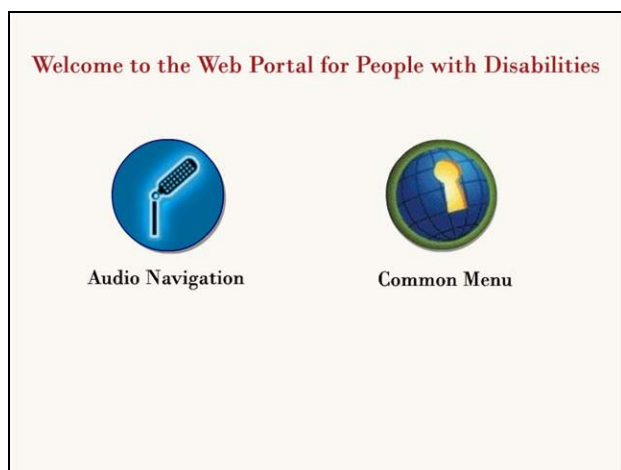 Welcome to the Web Portal for People with Disabilities
Audio Navigation
Common Menu